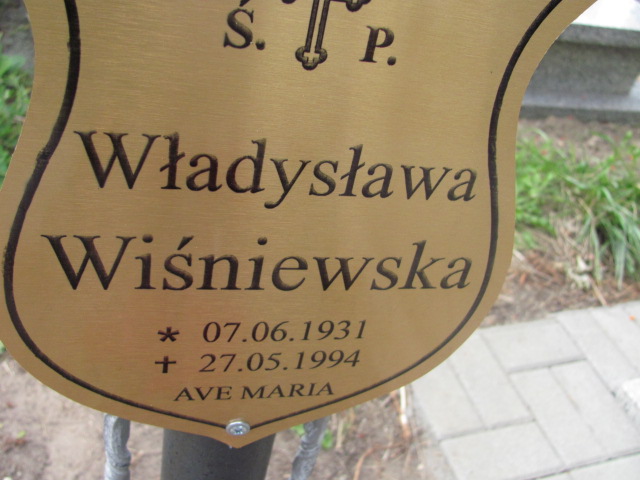 Ś. P.
Władysława
Wiśniewska
* 07.06.1931
✝ 27.05.1994
AVE MARIA